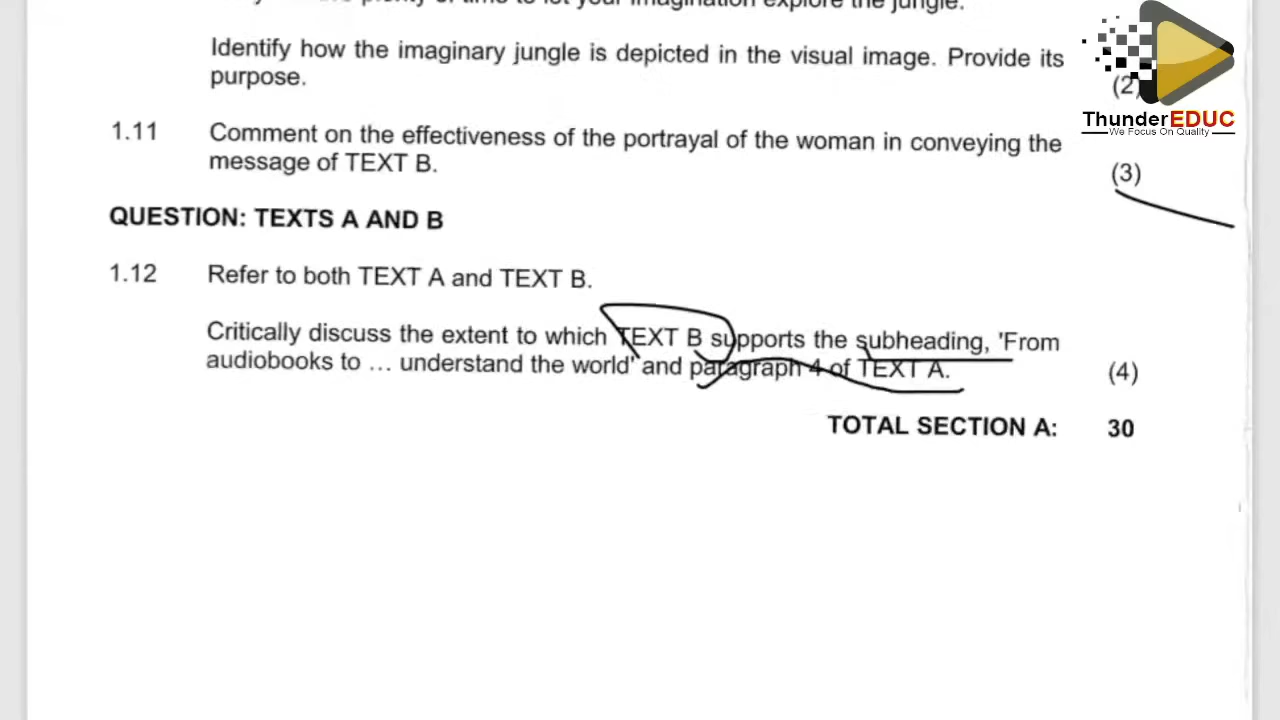 Identify how the imaginary jungle is depicted in the visual image. Provide its
purpose.
(2)
ThunderEDUC
We Focus On Quality
1.11 Comment on the effectiveness of the portrayal of the woman in conveying the
message of TEXT B.
(3)
QUESTION: TEXTS A AND B
1.12 Refer to both TEXT A and TEXT B.
Critically discuss the extent to which TEXT B supports the subheading, 'From
audiobooks to … understand the world' and paragraph 4 of TEXT A.
(4)
TOTAL SECTION A: 30